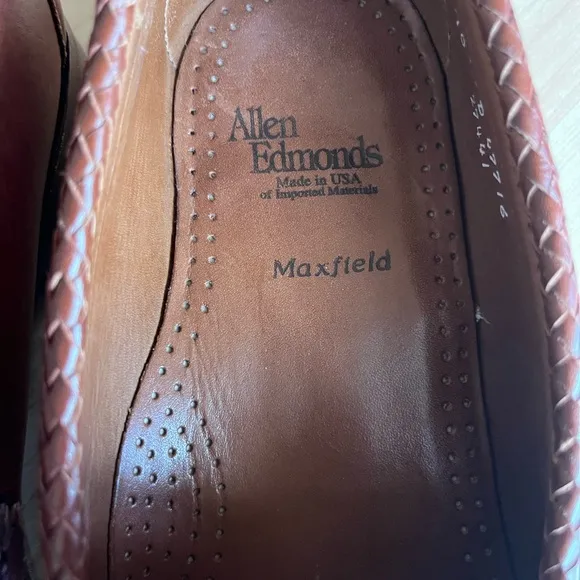 Allen
Edmonds
Made in USA
of Imported Materials
Maxfield